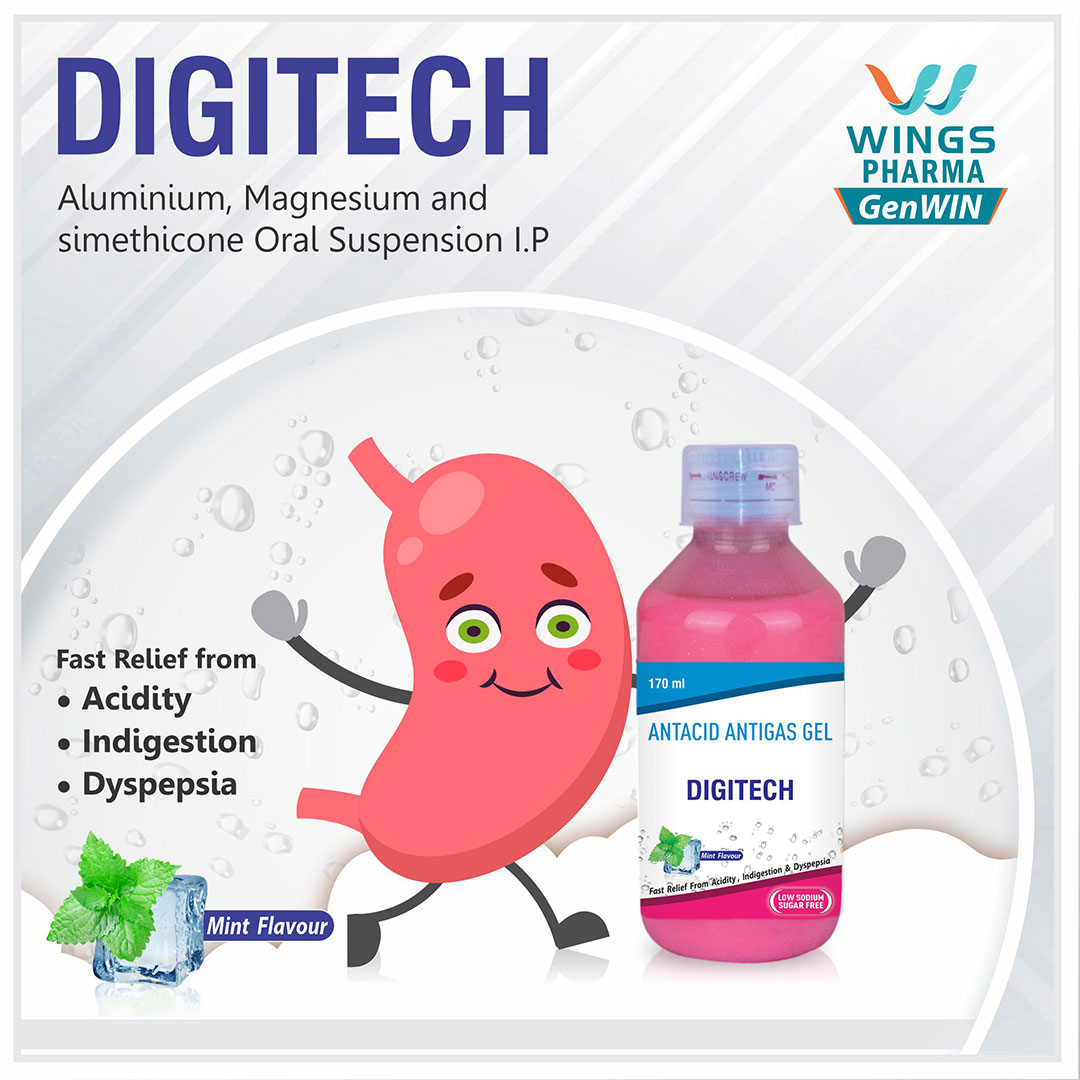 DIGITECH
Aluminium, Magnesium and
simethicone Oral Suspension I.P
WINGS
PHARMA
GenWIN
Fast Relief from
• Acidity
• Indigestion
• Dyspepsia
Mint Flavour
UNSCREW
170 ml
ANTACID ANTIGAS GEL
DIGITECH
Mint Flavour
Fast Relief From Acidity, Indigestion & Dyspepsia
LOW SODIUM
SUGAR FREE